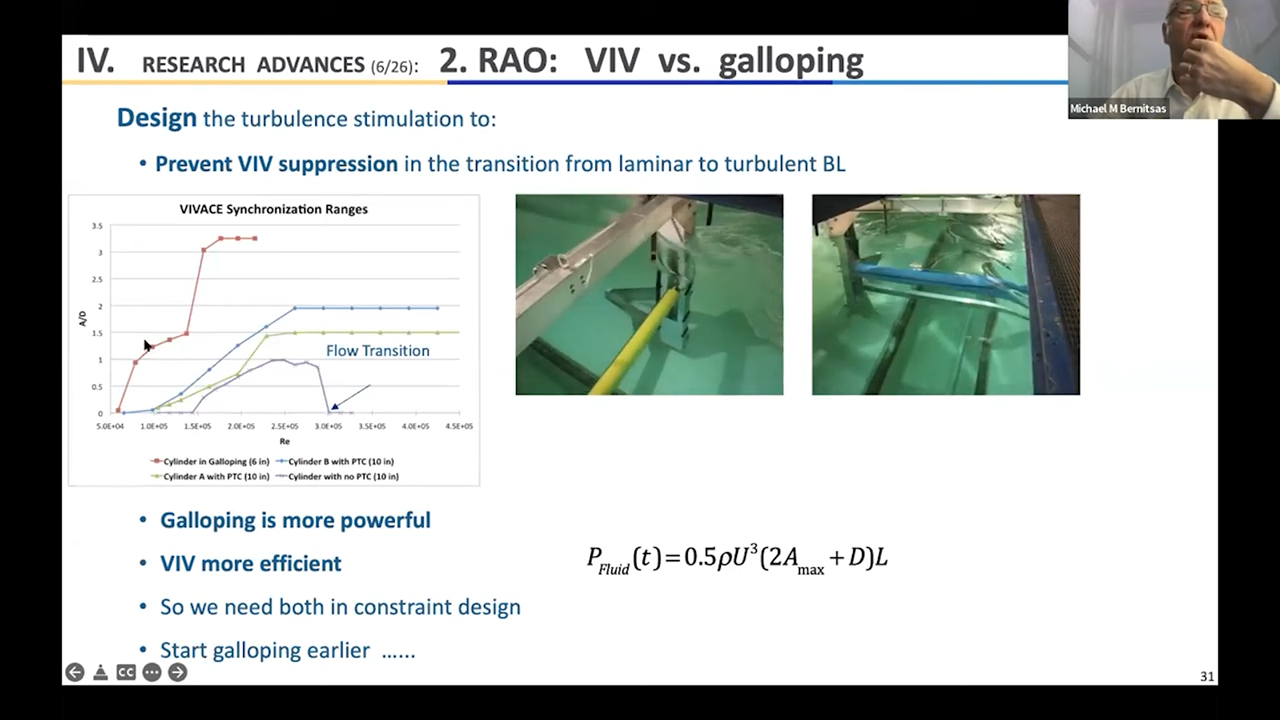 IV. RESEARCH ADVANCES (6/26): 2. RAO: VIV vs. galloping
Michael M Bernitsas
Design the turbulence stimulation to:
• Prevent VIV suppression in the transition from laminar to turbulent BL
VIVACE Synchronization Ranges
3.5
3
2.5
2
1.5
1
0.5
0
A/D
Flow Transition
5.0E+04 1.0E+05 1.5E+05 2.0E+05 2.5E+05 3.0E+05 3.5E+05 4.0E+05 4.5E+05
Re
Cylinder in Galloping (6 in) Cylinder B with PTC (10 in)
Cylinder A with PTC (10 in) Cylinder with no PTC (10 in)
• Galloping is more powerful
• VIV more efficient
P_Fluid(t)=0.5ρU³(2A_max+D)L
• So we need both in constraint design
• Start galloping earlier ......
CC
31